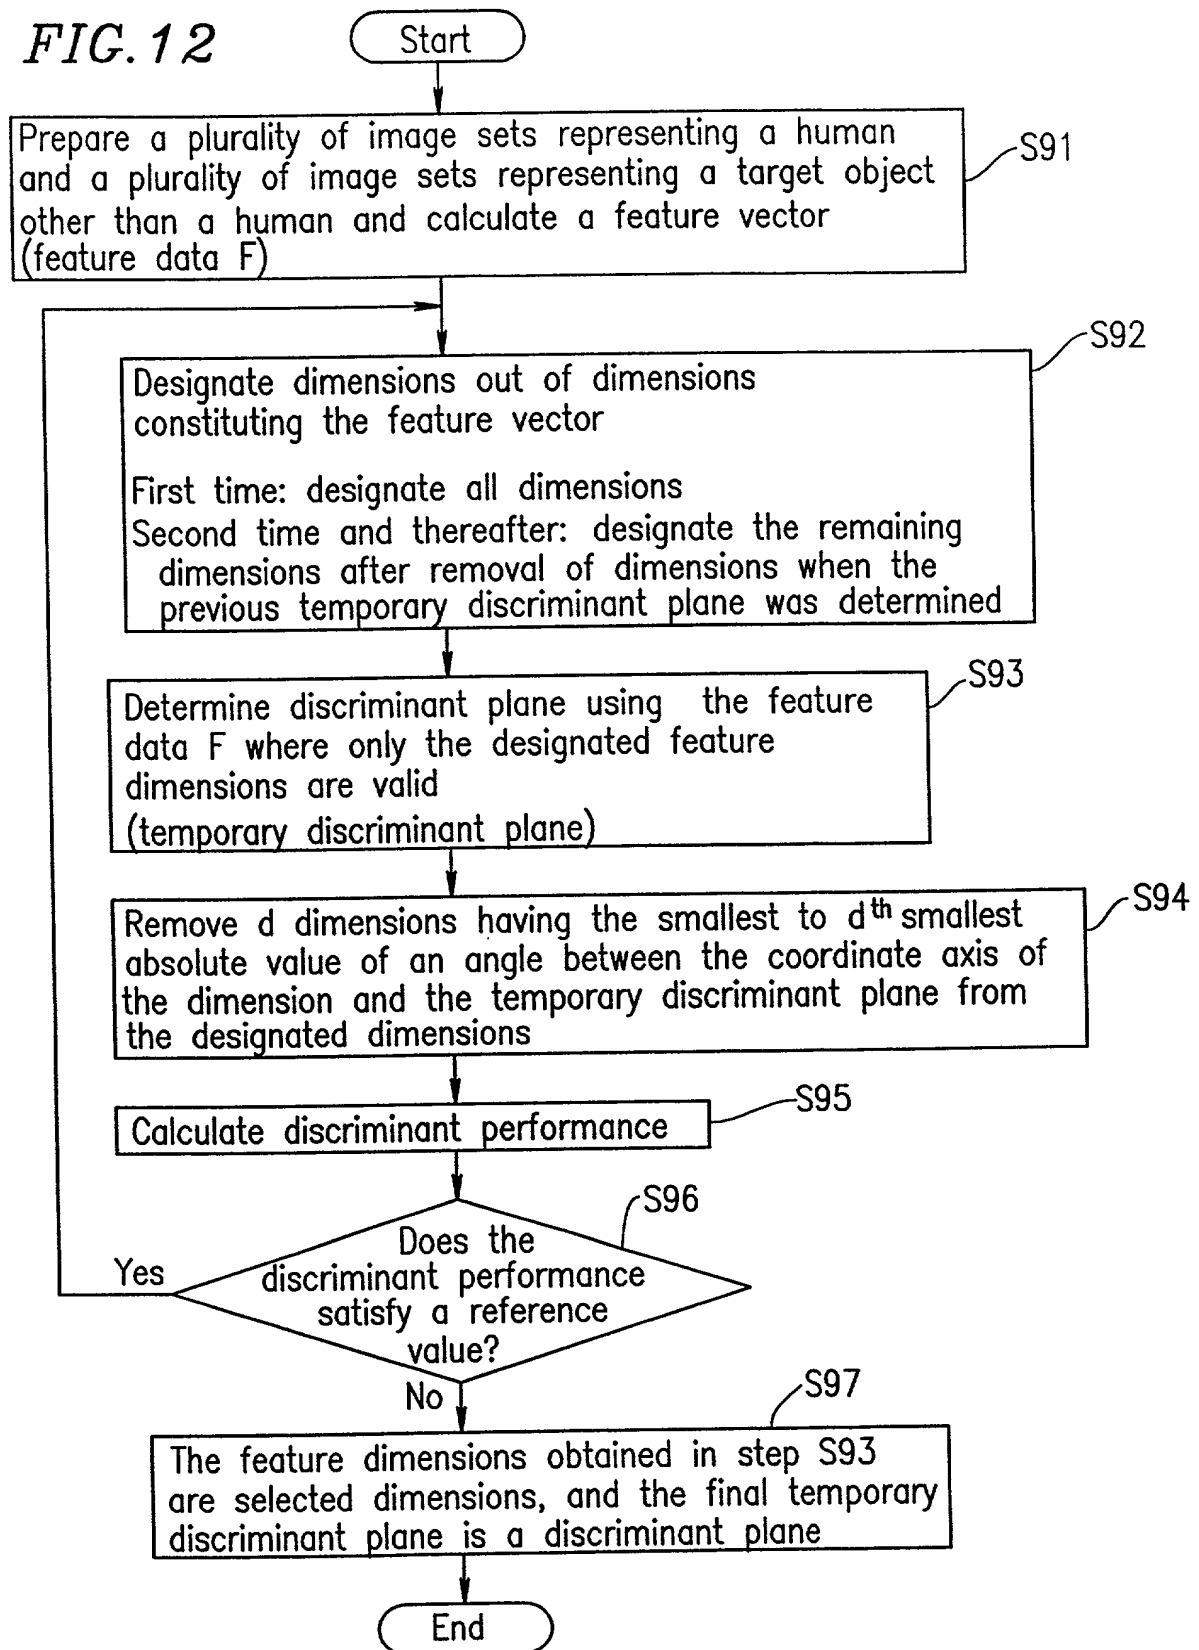 FIG. 12
Start
Prepare a plurality of image sets representing a human
and a plurality of image sets representing a target object
other than a human and calculate a feature vector
(feature data F)
S91
S92
Designate dimensions out of dimensions
constituting the feature vector
First time: designate all dimensions
Second time and thereafter: designate the remaining
dimensions after removal of dimensions when the
previous temporary discriminant plane was determined
S93
Determine discriminant plane using the feature
data F where only the designated feature
dimensions are valid
(temporary discriminant plane)
S94
Remove d dimensions having the smallest to dth smallest
absolute value of an angle between the coordinate axis of
the dimension and the temporary discriminant plane from
the designated dimensions
S95
Calculate discriminant performance
S96
Does the
discriminant performance
satisfy a reference
value?
Yes
No
S97
The feature dimensions obtained in step S93
are selected dimensions, and the final temporary
discriminant plane is a discriminant plane
End